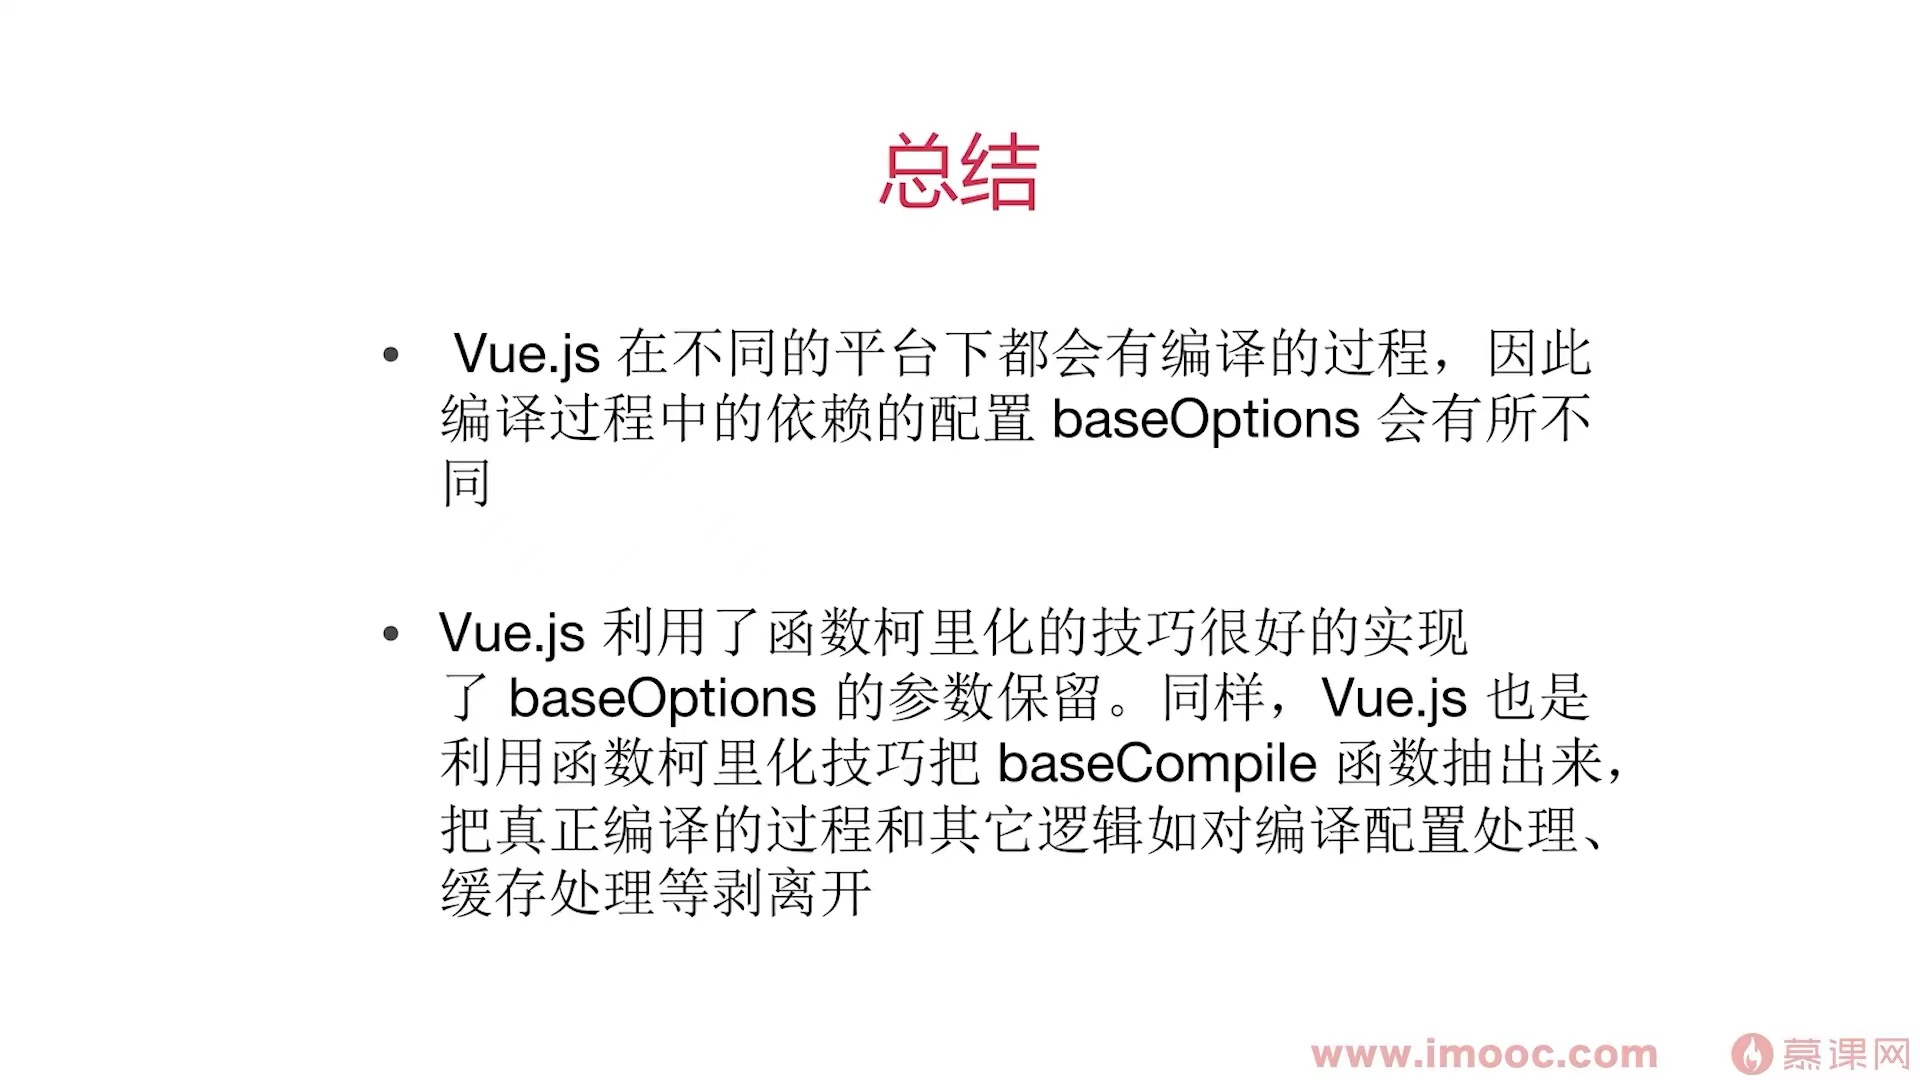 总结
• Vue.js 在不同的平台下都会有编译的过程，因此
编译过程中的依赖的配置 baseOptions 会有所不
同
• Vue.js 利用了函数柯里化的技巧很好的实现
了 baseOptions 的参数保留。同样，Vue.js 也是
利用函数柯里化技巧把 baseCompile 函数抽出来，
把真正编译的过程和其它逻辑如对编译配置处理、
缓存处理等剥离开
www.imooc.com 慕课网